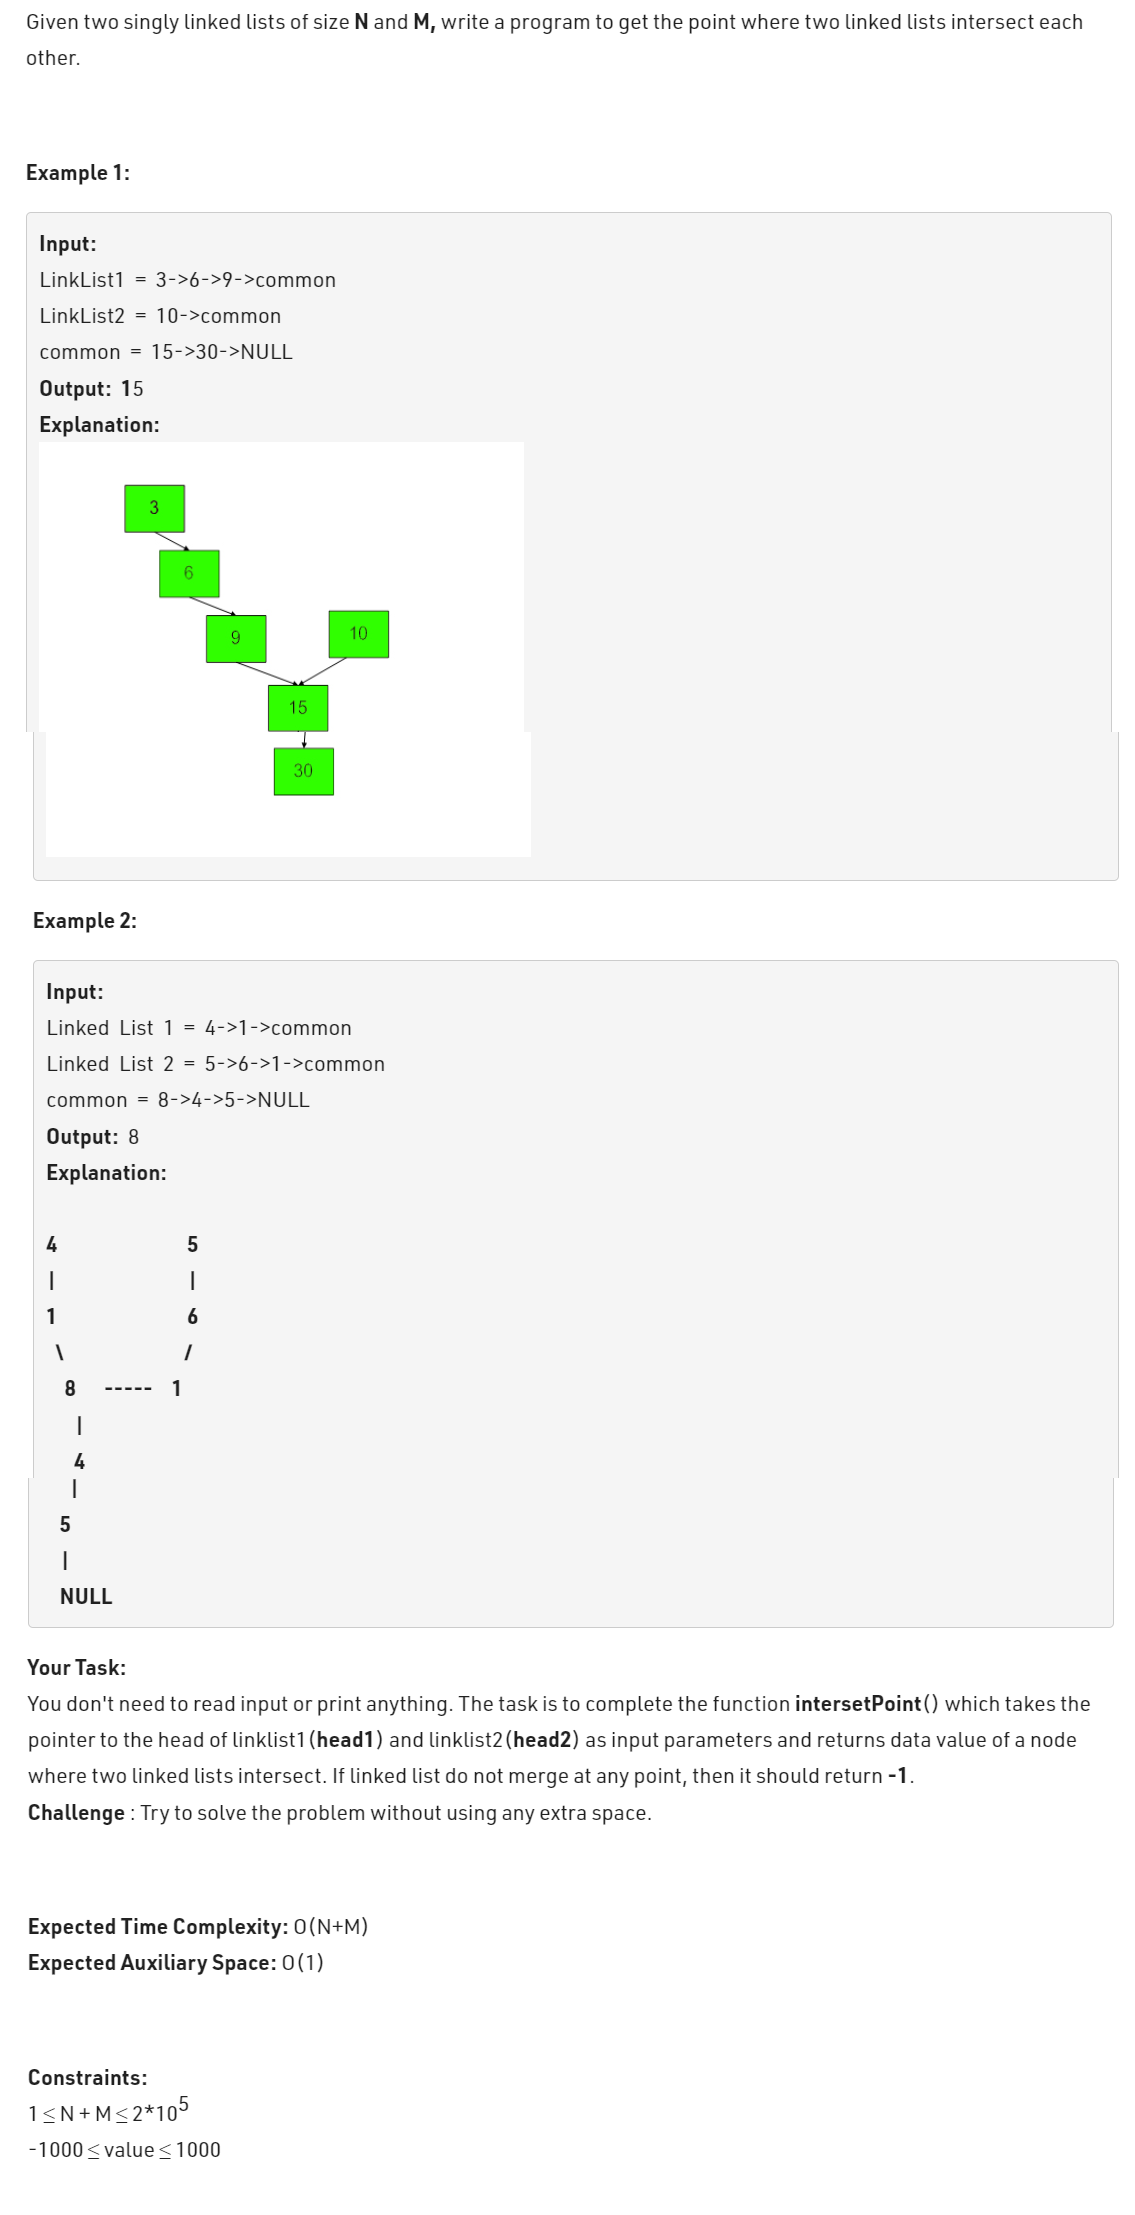 Given two singly linked lists of size N and M, write a program to get the point where two linked lists intersect each
other.
Example 1:
Input:
LinkList1 = 3->6->9->common
LinkList2 = 10->common
common = 15->30->NULL
Output: 15
Explanation:
3
6
9
10
15
30
Example 2:
Input:
Linked List 1 = 4->1->common
Linked List 2 = 5->6->1->common
common = 8->4->5->NULL
Output: 8
Explanation:
4 5
| |
1 6
\ /
8 ----- 1
|
4
|
5
|
NULL
Your Task:
You don't need to read input or print anything. The task is to complete the function intersetPoint() which takes the
pointer to the head of linklist1(head1) and linklist2(head2) as input parameters and returns data value of a node
where two linked lists intersect. If linked list do not merge at any point, then it should return -1.
Challenge : Try to solve the problem without using any extra space.
Expected Time Complexity: O(N+M)
Expected Auxiliary Space: O(1)
Constraints:
1 ≤ N + M ≤ 2*10⁵
-1000 ≤ value ≤ 1000